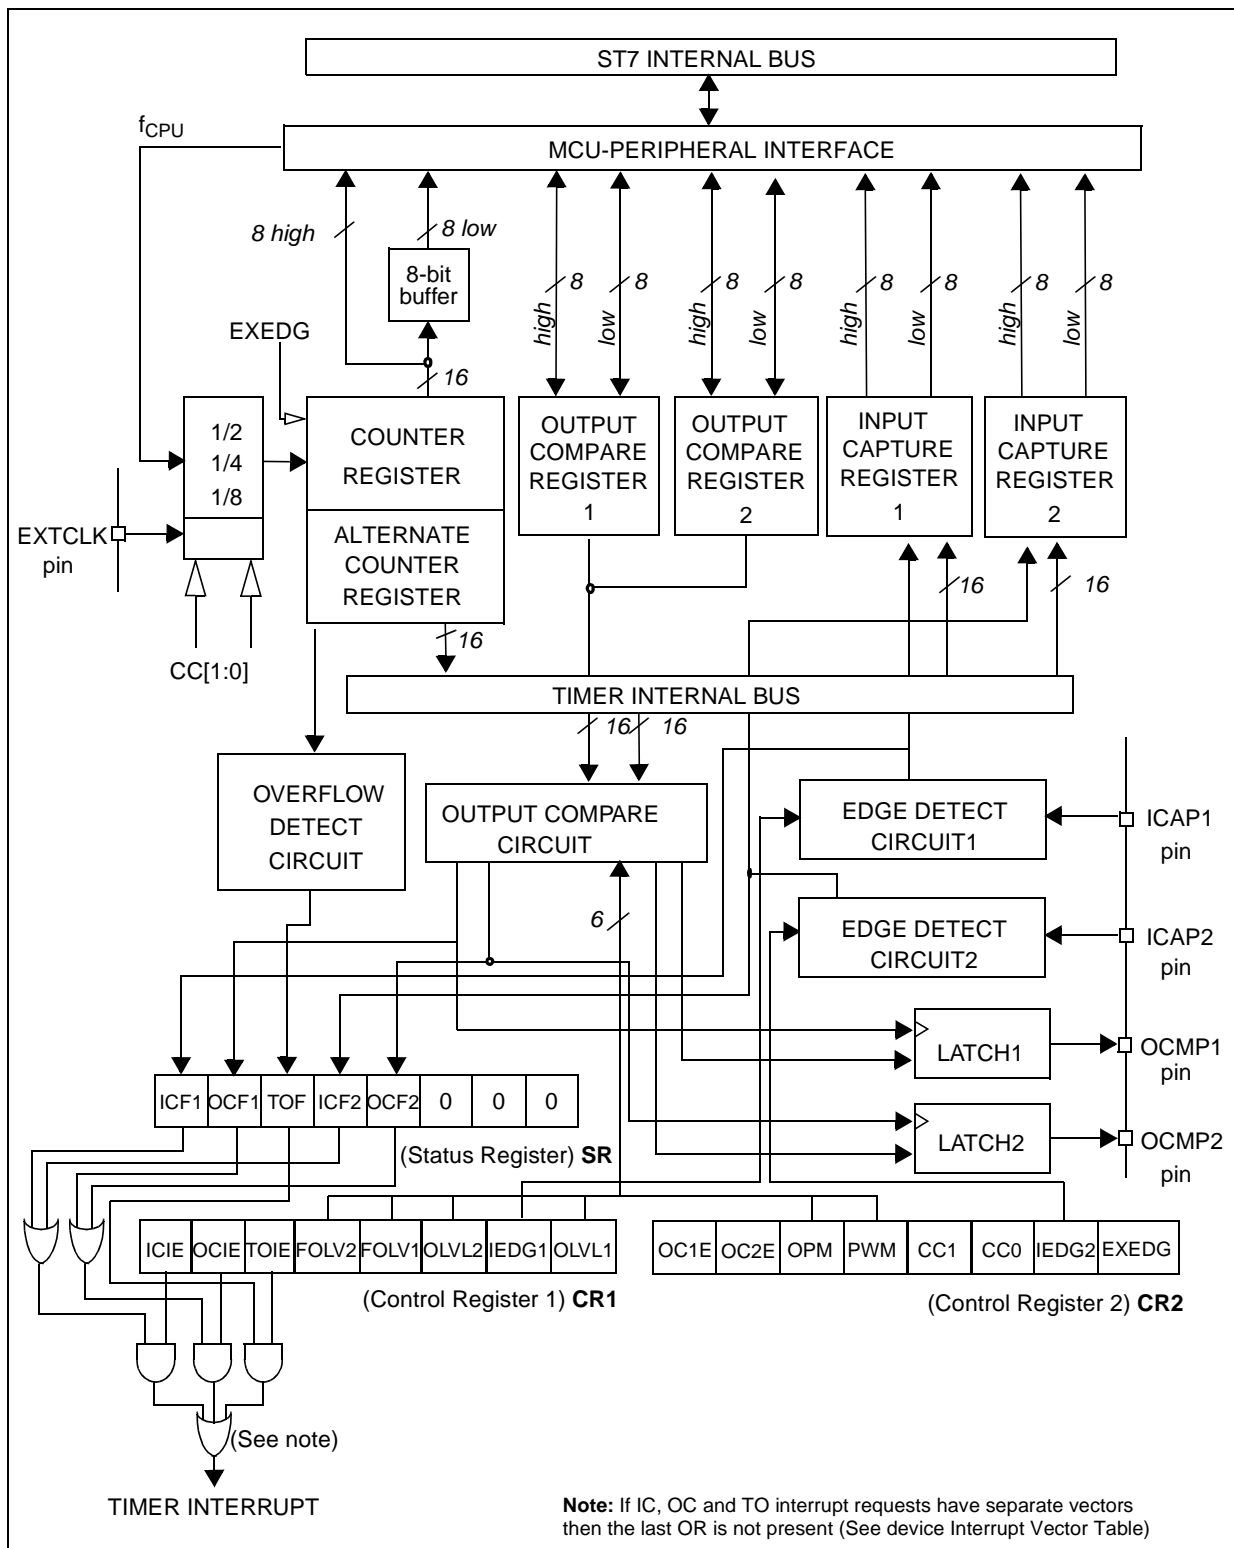 ST7 INTERNAL BUS
fCPU
MCU-PERIPHERAL INTERFACE
8 high
8 low
8-bit
buffer
8
8
8
8
8
8
8
8
high
low
high
low
high
low
high
low
EXEDG
16
1/2
1/4
1/8
COUNTER
REGISTER
ALTERNATE
COUNTER
REGISTER
OUTPUT
COMPARE
REGISTER
1
OUTPUT
COMPARE
REGISTER
2
INPUT
CAPTURE
REGISTER
1
INPUT
CAPTURE
REGISTER
2
EXTCLK
pin
CC[1:0]
16
16
16
TIMER INTERNAL BUS
16
16
OVERFLOW
DETECT
CIRCUIT
OUTPUT COMPARE
CIRCUIT
EDGE DETECT
CIRCUIT1
ICAP1
pin
6
EDGE DETECT
CIRCUIT2
ICAP2
pin
LATCH1
OCMP1
pin
LATCH2
OCMP2
pin
ICF1 OCF1 TOF ICF2 OCF2 0 0 0
(Status Register) SR
ICIE OCIE TOIE FOLV2 FOLV1 OLVL2 IEDG1 OLVL1
(Control Register 1) CR1
OC1E OC2E OPM PWM CC1 CC0 IEDG2 EXEDG
(Control Register 2) CR2
(See note)
TIMER INTERRUPT
Note: If IC, OC and TO interrupt requests have separate vectors
then the last OR is not present (See device Interrupt Vector Table)